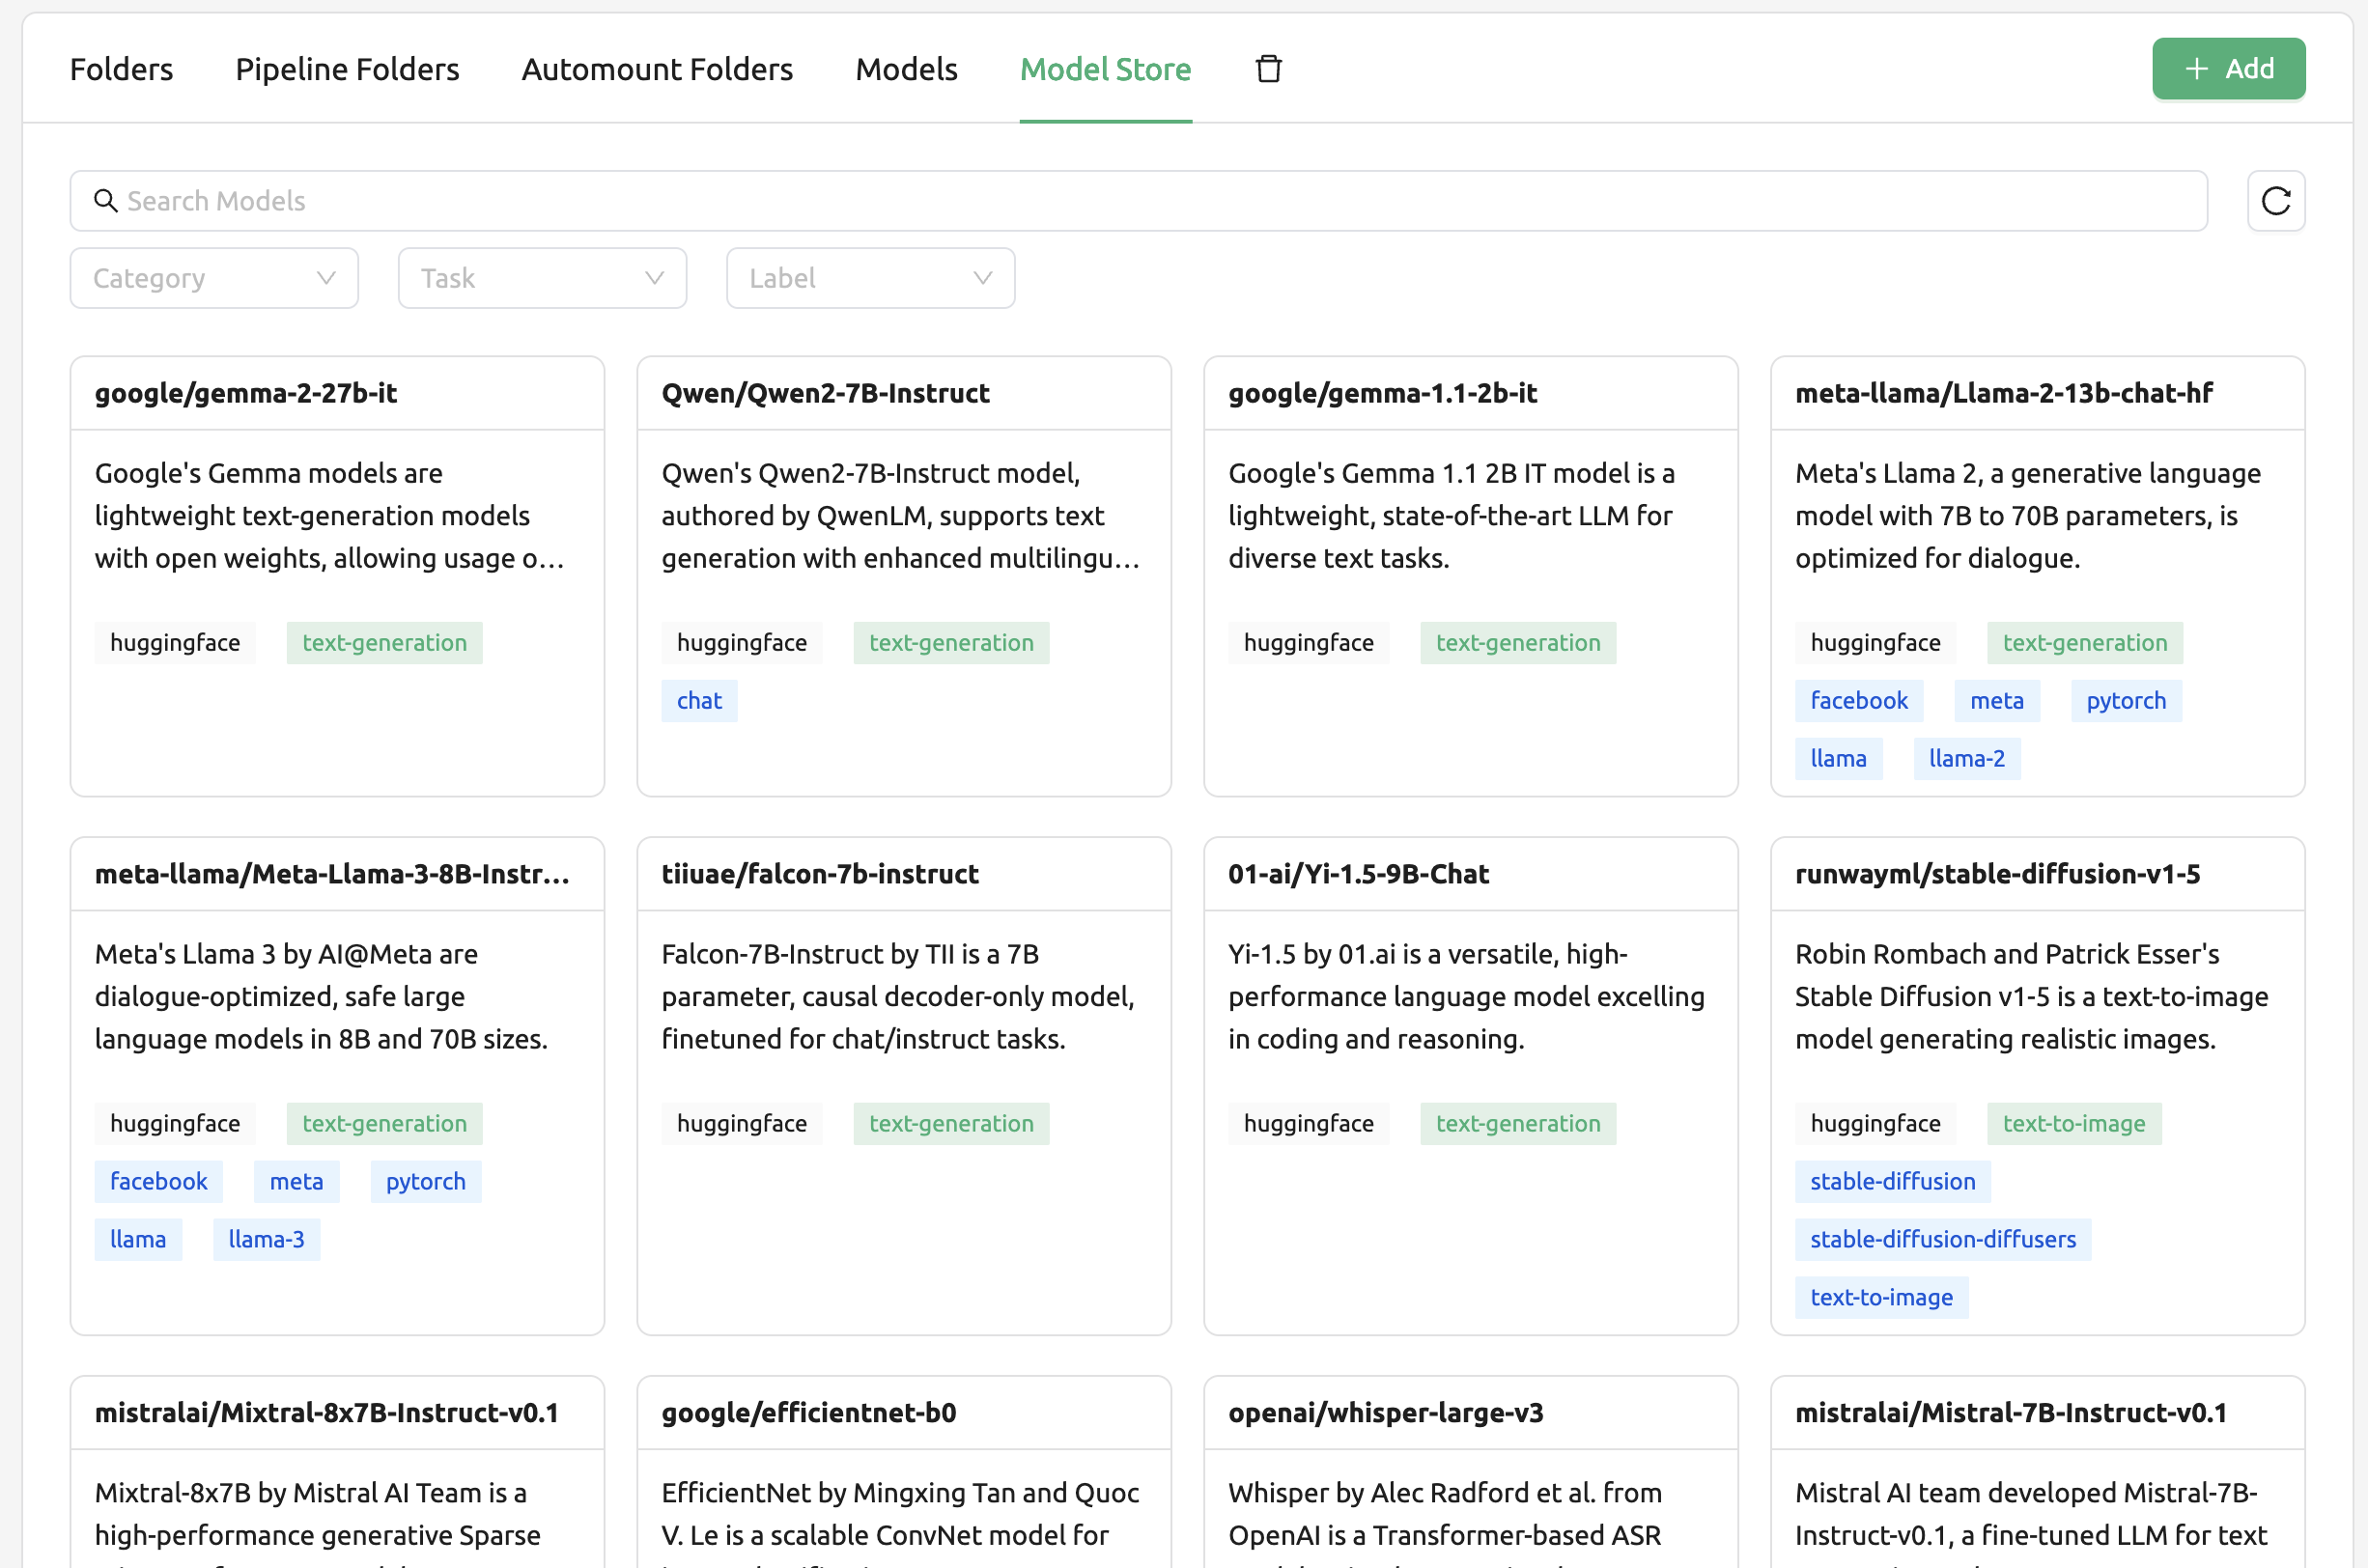 Folders Pipeline Folders Automount Folders Models Model Store + Add
Search Models
Category Task Label
google/gemma-2-27b-it
Google's Gemma models are
lightweight text-generation models
with open weights, allowing usage o...
huggingface text-generation
Qwen/Qwen2-7B-Instruct
Qwen's Qwen2-7B-Instruct model,
authored by QwenLM, supports text
generation with enhanced multilingu...
huggingface text-generation
chat
google/gemma-1.1-2b-it
Google's Gemma 1.1 2B IT model is a
lightweight, state-of-the-art LLM for
diverse text tasks.
huggingface text-generation
meta-llama/Llama-2-13b-chat-hf
Meta's Llama 2, a generative language
model with 7B to 70B parameters, is
optimized for dialogue.
huggingface text-generation
facebook meta pytorch
llama llama-2
meta-llama/Meta-Llama-3-8B-Instr...
Meta's Llama 3 by AI@Meta are
dialogue-optimized, safe large
language models in 8B and 70B sizes.
huggingface text-generation
facebook meta pytorch
llama llama-3
tiiuae/falcon-7b-instruct
Falcon-7B-Instruct by TII is a 7B
parameter, causal decoder-only model,
finetuned for chat/instruct tasks.
huggingface text-generation
01-ai/Yi-1.5-9B-Chat
Yi-1.5 by 01.ai is a versatile, high-
performance language model excelling
in coding and reasoning.
huggingface text-generation
runwayml/stable-diffusion-v1-5
Robin Rombach and Patrick Esser's
Stable Diffusion v1-5 is a text-to-image
model generating realistic images.
huggingface text-to-image
stable-diffusion
stable-diffusion-diffusers
text-to-image
mistralai/Mixtral-8x7B-Instruct-v0.1
Mixtral-8x7B by Mistral AI Team is a
high-performance generative Sparse
google/efficientnet-b0
EfficientNet by Mingxing Tan and Quoc
V. Le is a scalable ConvNet model for
openai/whisper-large-v3
Whisper by Alec Radford et al. from
OpenAI is a Transformer-based ASR
mistralai/Mistral-7B-Instruct-v0.1
Mistral AI team developed Mistral-7B-
Instruct-v0.1, a fine-tuned LLM for text